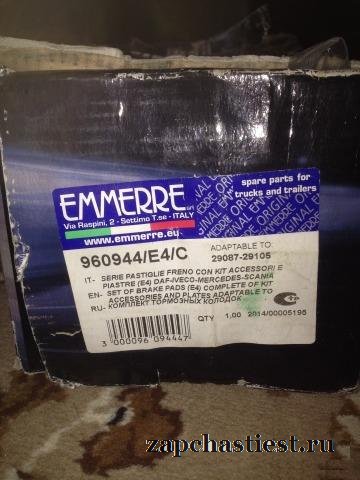 EMMERRE srl
Via Raspini, 2 - Settimo T.se - ITALY
www.emmerre.eu
spare parts for
trucks and trailers
960944/E4/C
ADAPTABLE TO:
29087-29105
IT- SERIE PASTIGLIE FRENO CON KIT ACCESSORI E
PIASTRE (E4) DAF-IVECO-MERCEDES-SCANIA
EN- SET OF BRAKE PADS (E4) COMPLETE OF KIT
ACCESSORIES AND PLATES ADAPTABLE TO
RU- КОМПЛЕКТ ТОРМОЗНЫХ КОЛОДОК
QTY 1,00 2014/00005195
3 000096 094447
zapchastiest.ru